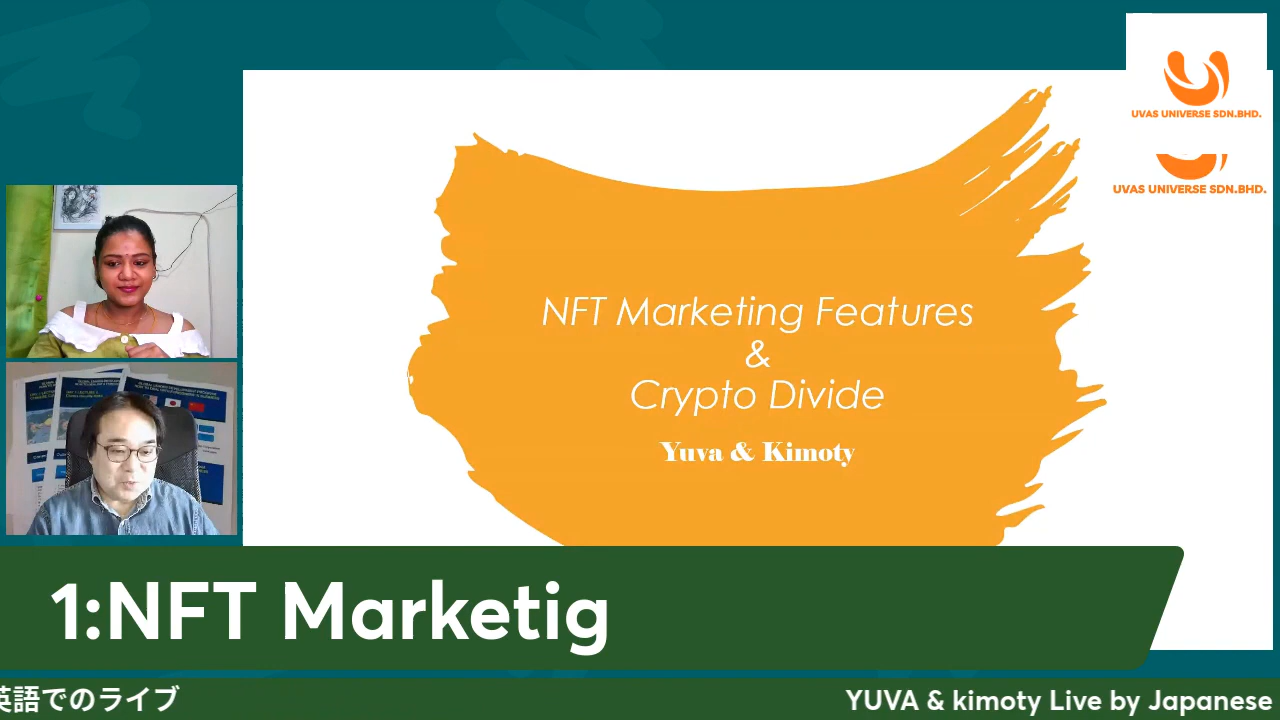 UVAS UNIVERSE SDN.BHD.
UVAS UNIVERSE SDN.BHD.
NFT Marketing Features
&
Crypto Divide
Yuva & Kimoty
1:NFT Marketig
英語でのライブ
YUVA & kimoty Live by Japanese